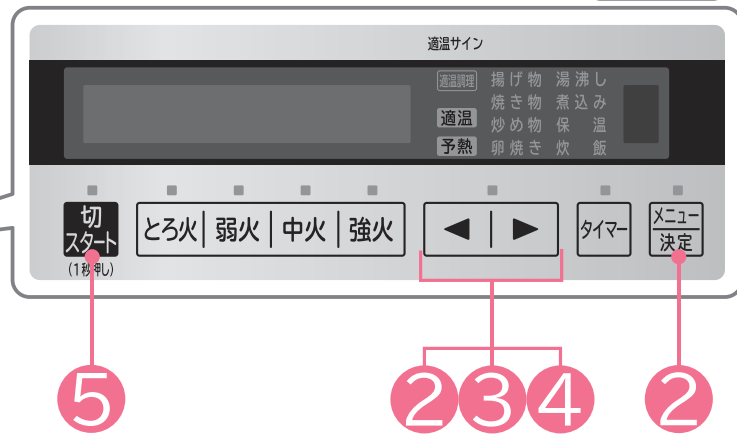 適温サイン
適温調理 揚げ物 湯沸し
焼き物 煮込み
適温 炒め物 保 温
予熱 卵焼き 炊 飯
切 スタート
(1秒押し)
とろ火 弱火 中火 強火
◀ ▶
タイマー
メニュー
決定
5 2 3 4 2